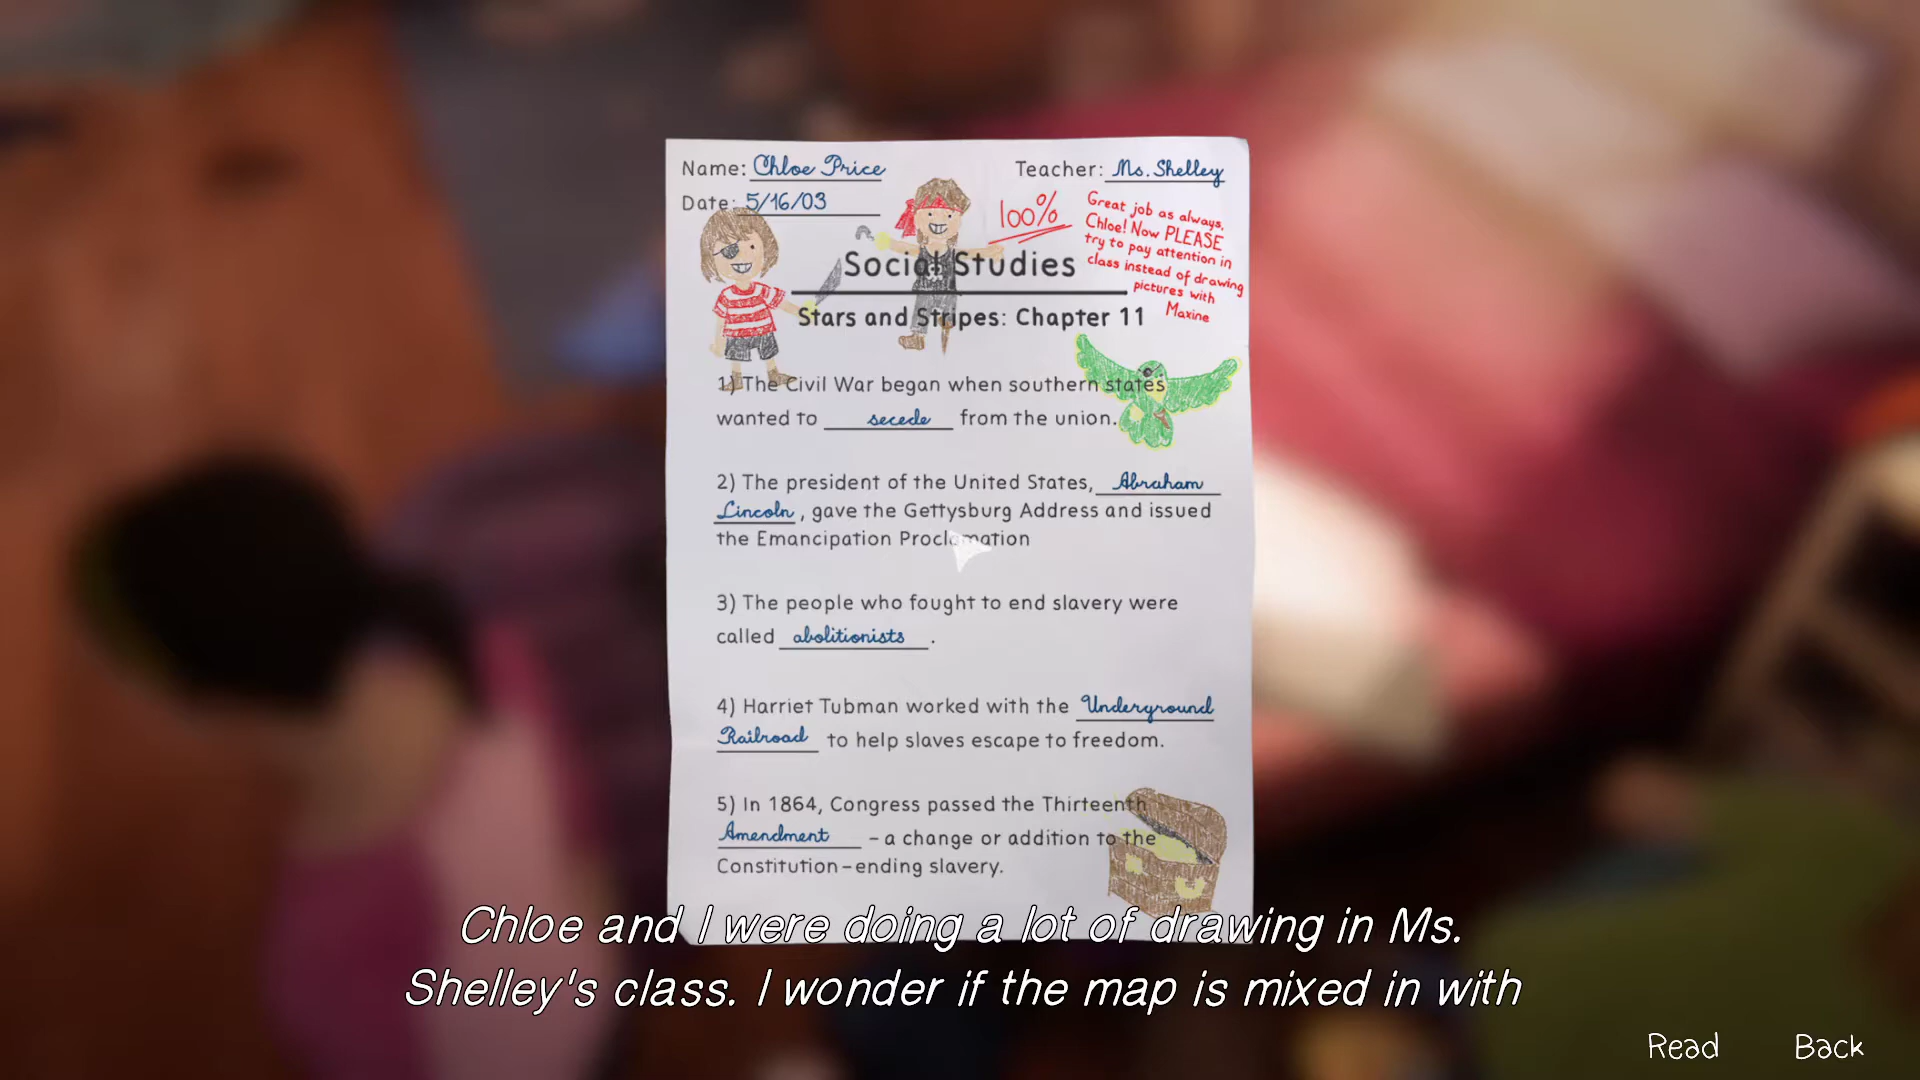 Name: Chloe Price
Teacher: Ms. Shelley
Date: 5/16/03
100%
Great job as always,
Chloe! Now PLEASE
try to pay attention in
class instead of drawing
pictures with
Maxine
Social Studies
Stars and Stripes: Chapter 11
1) The Civil War began when southern states
wanted to secede from the union.
2) The president of the United States, Abraham
Lincoln, gave the Gettysburg Address and issued
the Emancipation Proclamation
3) The people who fought to end slavery were
called abolitionists.
4) Harriet Tubman worked with the Underground
Railroad to help slaves escape to freedom.
5) In 1864, Congress passed the Thirteenth
Amendment – a change or addition to the
Constitution – ending slavery.
Chloe and I were doing a lot of drawing in Ms.
Shelley's class. I wonder if the map is mixed in with
Read Back